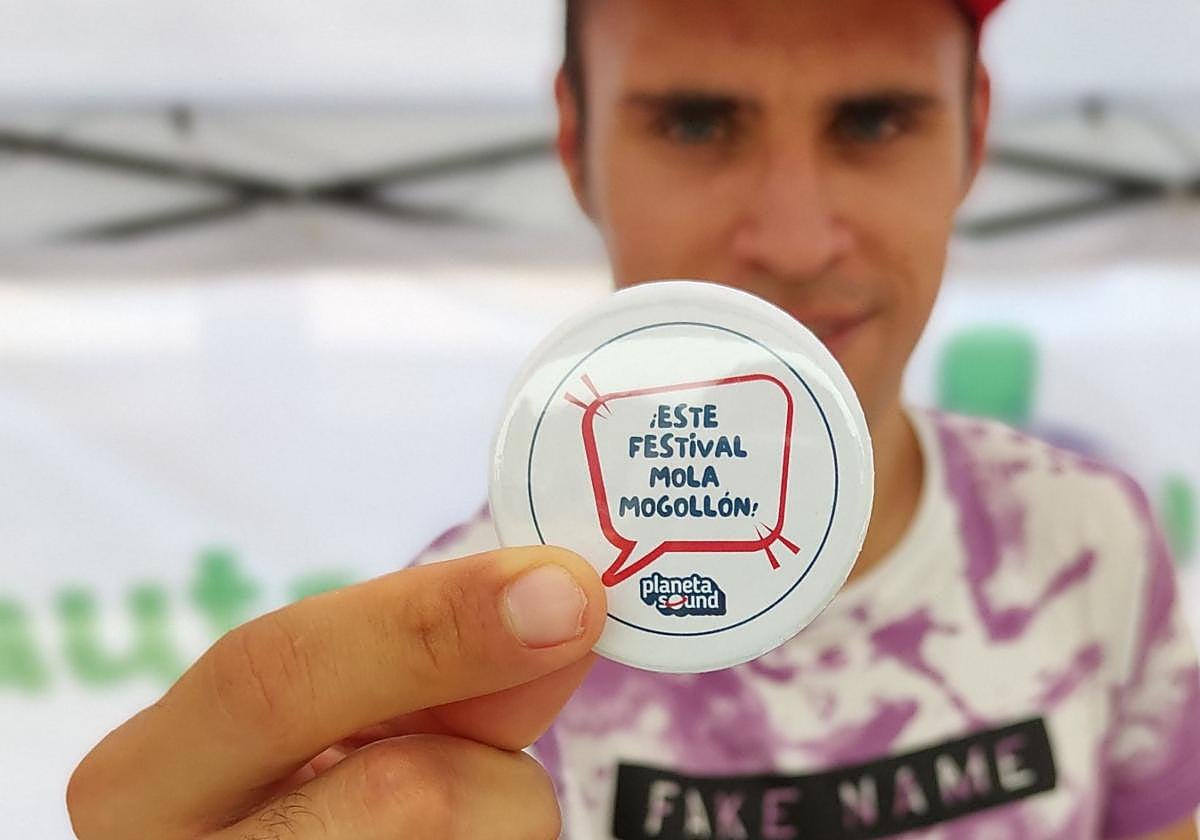 ¡ESTE
FESTiVAL
MOLA
MOGOLLÓN!
planeta
sound
FAKE NAME